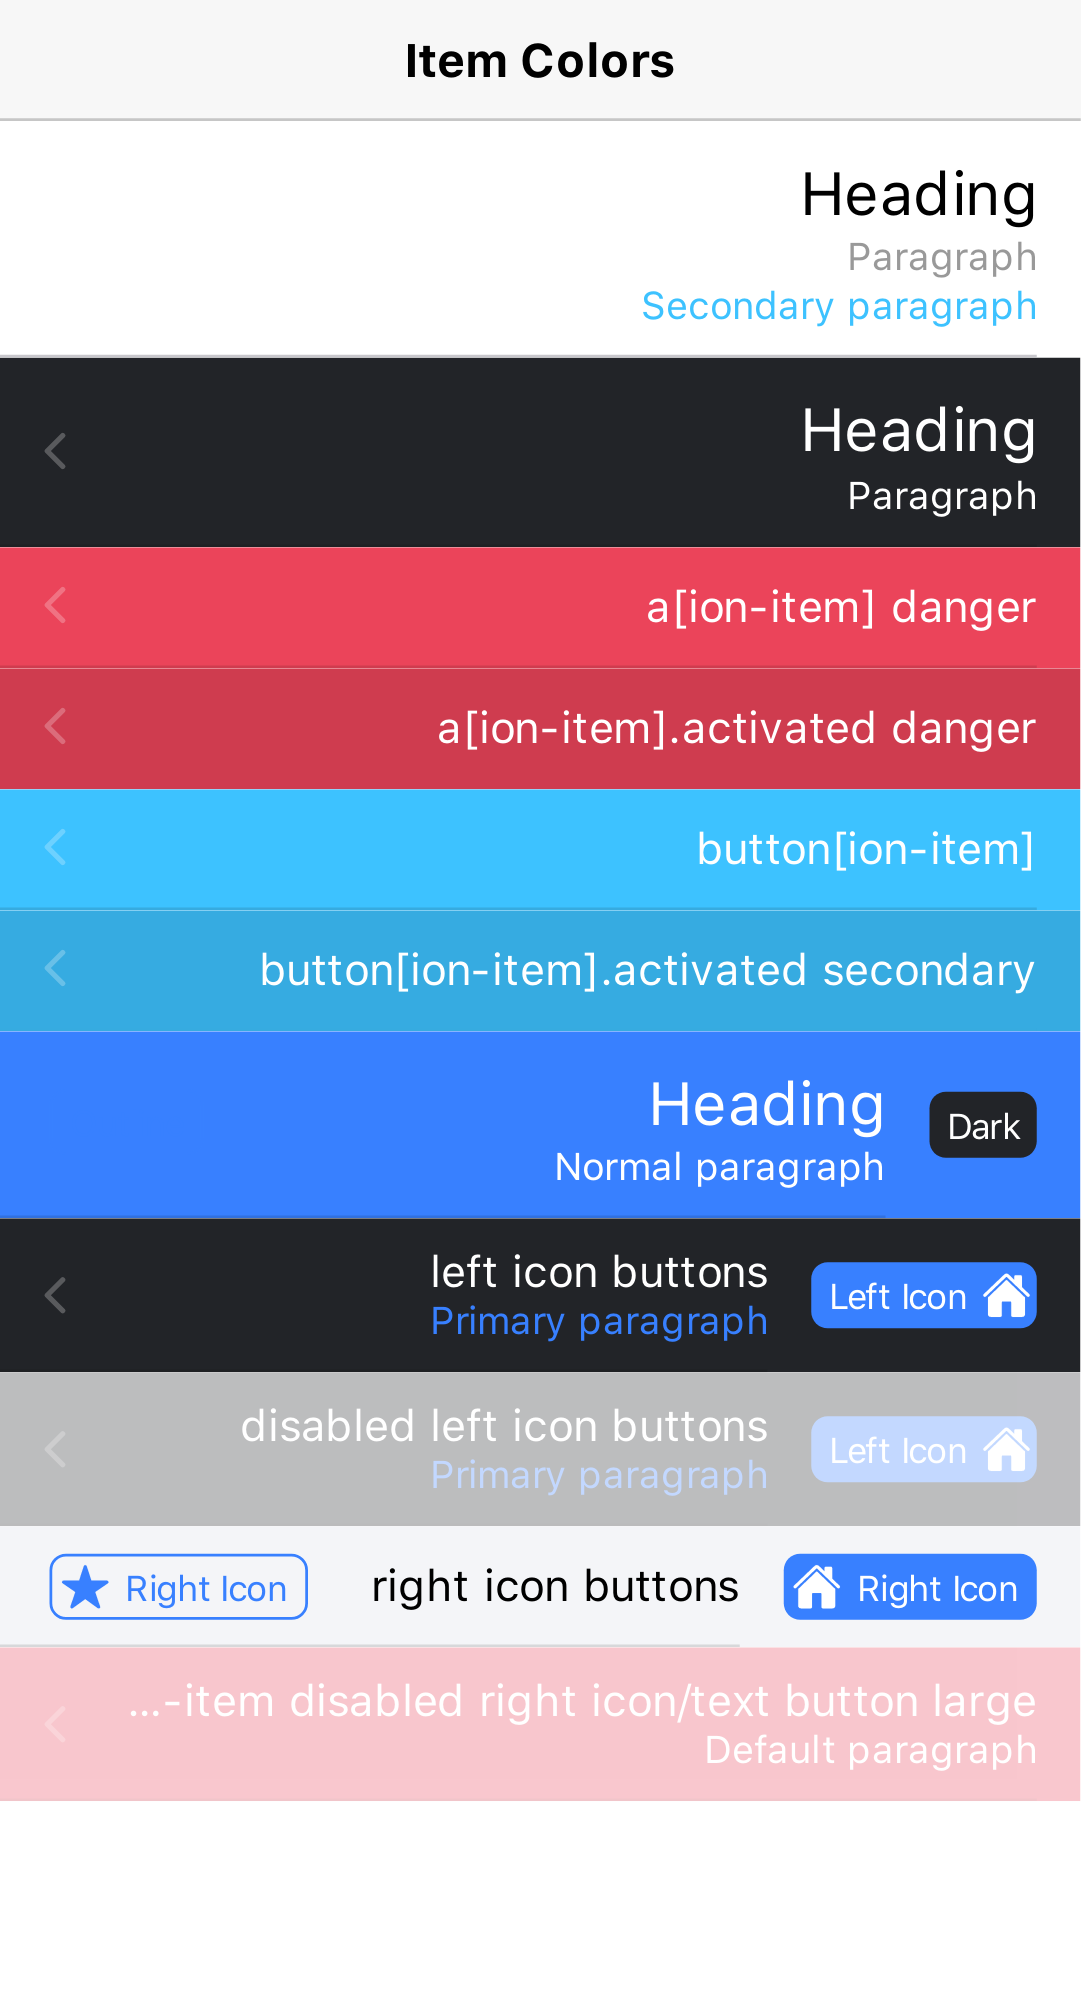 Item Colors
Heading
Paragraph
Secondary paragraph
Heading
Paragraph
a[ion-item] danger
a[ion-item].activated danger
button[ion-item]
button[ion-item].activated secondary
Heading
Normal paragraph
Dark
left icon buttons
Primary paragraph
Left Icon
disabled left icon buttons
Primary paragraph
Left Icon
Right Icon
right icon buttons
Right Icon
...-item disabled right icon/text button large
Default paragraph